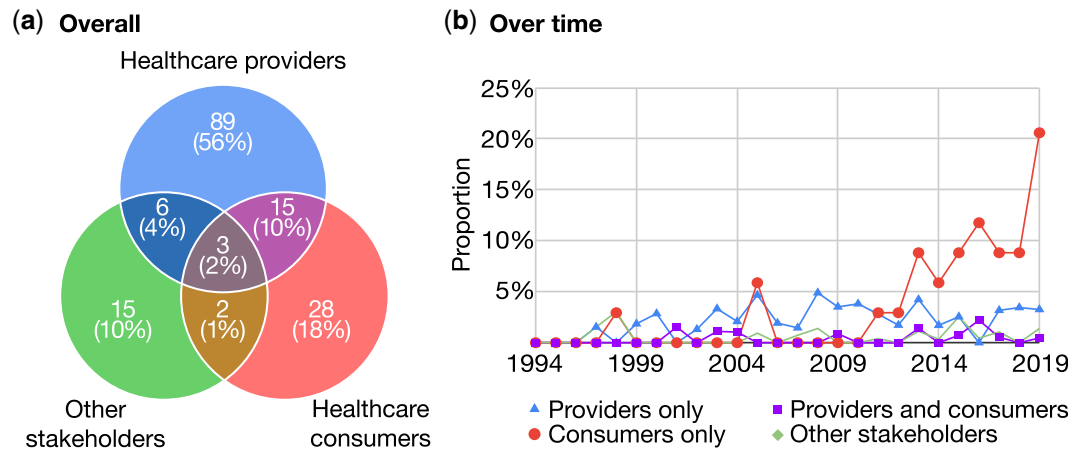 (a) Overall
Healthcare providers
89
(56%)
6
(4%)
15
(10%)
3
(2%)
15
(10%)
2
(1%)
28
(18%)
Other
stakeholders
Healthcare
consumers
(b) Over time
Proportion
25%
20%
15%
10%
5%
1994 1999 2004 2009 2014 2019
Providers only
Consumers only
Providers and consumers
Other stakeholders